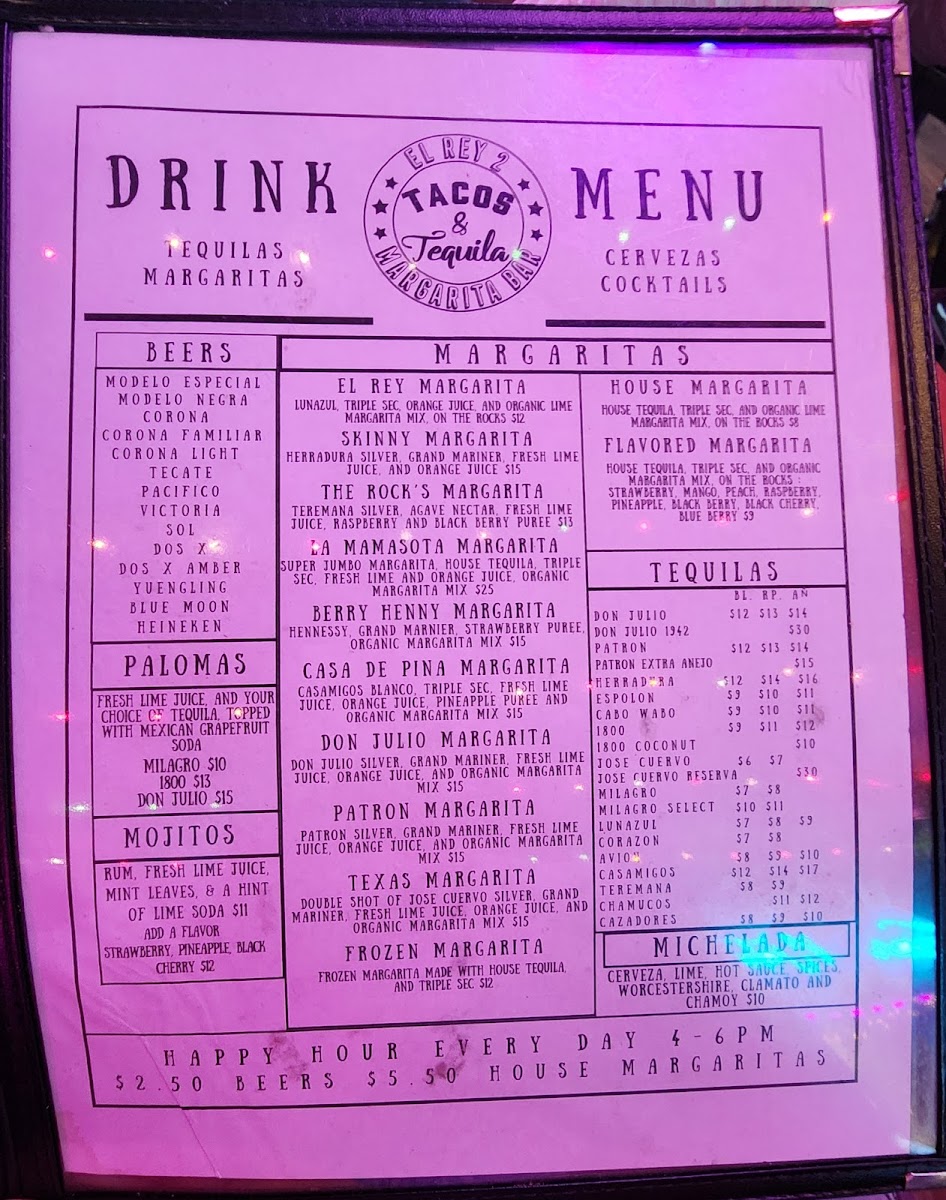 DRINK
MENU
EL REY 2
TACOS
&
Tequila
MARGARITA BAR
TEQUILAS
MARGARITAS
CERVEZAS
COCKTAILS
BEERS
MODELO ESPECIAL
MODELO NEGRA
CORONA
CORONA FAMILIAR
CORONA LIGHT
TECATE
PACIFICO
VICTORIA
SOL
DOS X
DOS X AMBER
YUENGLING
BLUE MOON
HEINEKEN
PALOMAS
FRESH LIME JUICE, AND YOUR
CHOICE OF TEQUILA, TOPPED
WITH MEXICAN GRAPEFRUIT
SODA
MILAGRO $10
1800 $13
DON JULIO $15
MOJITOS
RUM, FRESH LIME JUICE,
MINT LEAVES, & A HINT
OF LIME SODA $11
ADD A FLAVOR
STRAWBERRY, PINEAPPLE, BLACK
CHERRY $12
MARGARITAS
EL REY MARGARITA
LUNAZUL, TRIPLE SEC, ORANGE JUICE, AND ORGANIC LIME
MARGARITA MIX, ON THE ROCKS $12
SKINNY MARGARITA
HERRADURA SILVER, GRAND MARINER, FRESH LIME
JUICE, AND ORANGE JUICE $15
THE ROCK'S MARGARITA
TEREMANA SILVER, AGAVE NECTAR, FRESH LIME
JUICE, RASPBERRY AND BLACK BERRY PUREE $13
LA MAMASOTA MARGARITA
SUPER JUMBO MARGARITA, HOUSE TEQUILA, TRIPLE
SEC, FRESH LIME AND ORANGE JUICE, ORGANIC
MARGARITA MIX $25
BERRY HENNY MARGARITA
HENNESSY, GRAND MARNIER, STRAWBERRY PUREE,
ORGANIC MARGARITA MIX $15
CASA DE PINA MARGARITA
CASAMIGOS BLANCO, TRIPLE SEC, FRESH LIME
JUICE, ORANGE JUICE, PINEAPPLE PUREE AND
ORGANIC MARGARITA MIX $15
DON JULIO MARGARITA
DON JULIO SILVER, GRAND MARINER, FRESH LIME
JUICE, ORANGE JUICE, AND ORGANIC MARGARITA
MIX $15
PATRON MARGARITA
PATRON SILVER, GRAND MARINER, FRESH LIME
JUICE, ORANGE JUICE, AND ORGANIC MARGARITA
MIX $15
TEXAS MARGARITA
DOUBLE SHOT OF JOSE CUERVO SILVER, GRAND
MARINER, FRESH LIME JUICE, ORANGE JUICE, AND
ORGANIC MARGARITA MIX $15
FROZEN MARGARITA
FROZEN MARGARITA MADE WITH HOUSE TEQUILA,
AND TRIPLE SEC $12
HOUSE MARGARITA
HOUSE TEQUILA, TRIPLE SEC, AND ORGANIC LIME
MARGARITA MIX, ON THE ROCKS $8
FLAVORED MARGARITA
HOUSE TEQUILA, TRIPLE SEC, AND ORGANIC
MARGARITA MIX, ON THE ROCKS :
STRAWBERRY, MANGO, PEACH, RASPBERRY,
PINEAPPLE, BLACK BERRY, BLACK CHERRY,
BLUE BERRY $9
TEQUILAS
BL. RP. AÑ
DON JULIO $12 $13 $14
DON JULIO 1942 $30
PATRON $12 $13 $14
PATRON EXTRA ANEJO $15
HERRADURA $12 $14 $16
ESPOLON $9 $10 $11
CABO WABO $9 $10 $11
1800 $9 $11 $12
1800 COCONUT $10
JOSE CUERVO $6 $7
JOSE CUERVO RESERVA $30
MILAGRO $7 $8
MILAGRO SELECT $10 $11
LUNAZUL $7 $8 $9
CORAZON $7 $8
AVION $8 $9 $10
CASAMIGOS $12 $14 $17
TEREMANA $8 $9
CHAMUCOS $11 $12
CAZADORES $8 $9 $10
MICHELADA
CERVEZA, LIME, HOT SAUCE, SPICES,
WORCESTERSHIRE, CLAMATO AND
CHAMOY $10
HAPPY HOUR EVERY DAY 4-6PM
$2.50 BEERS $5.50 HOUSE MARGARITAS